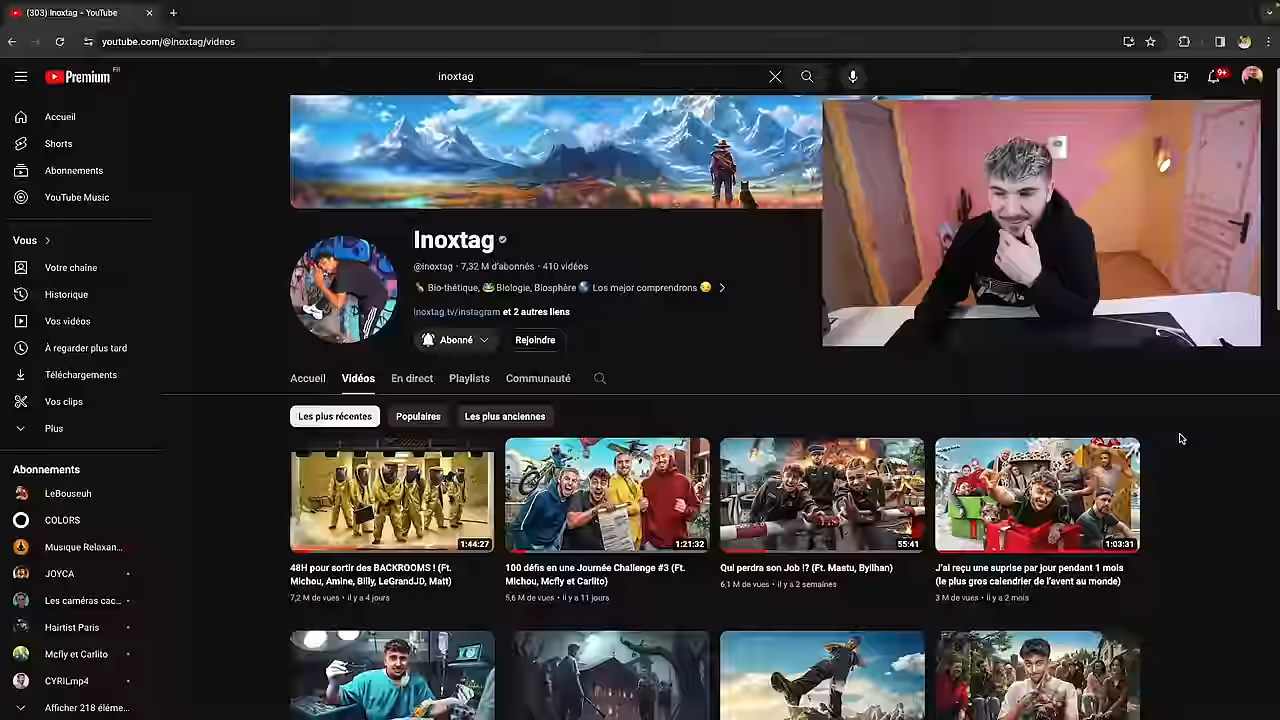 (303) Inoxtag - YouTube
youtube.com/@inoxtag/videos
Premium FR
inoxtag
9+
Accueil
Shorts
Abonnements
YouTube Music
Vous
Votre chaîne
Historique
Vos vidéos
À regarder plus tard
Téléchargements
Vos clips
Plus
Abonnements
LeBouseuh
COLORS
Musique Relaxan...
JOYCA
Les caméras cac...
Hairtist Paris
Mcfly et Carlito
CYRILmp4
Afficher 218 éléme...
Inoxtag
@inoxtag · 7,32 M d'abonnés · 410 vidéos
Bio-thétique, Biologie, Biosphère Los mejor comprendrons
inoxtag.tv/instagram et 2 autres liens
Abonné
Rejoindre
Accueil Vidéos En direct Playlists Communauté
Les plus récentes Populaires Les plus anciennes
1:44:27
48H pour sortir des BACKROOMS ! (Ft.
Michou, Amine, Billy, LeGrandJD, Matt)
7,2 M de vues • il y a 4 jours
1:21:32
100 défis en une Journée Challenge #3 (Ft.
Michou, Mcfly et Carlito)
5,6 M de vues • il y a 11 jours
55:41
Qui perdra son Job !? (Ft. Mastu, Byilhan)
6,1 M de vues • il y a 2 semaines
1:03:31
J'ai reçu une suprise par jour pendant 1 mois
(le plus gros calendrier de l'avent au monde)
3 M de vues • il y a 2 mois